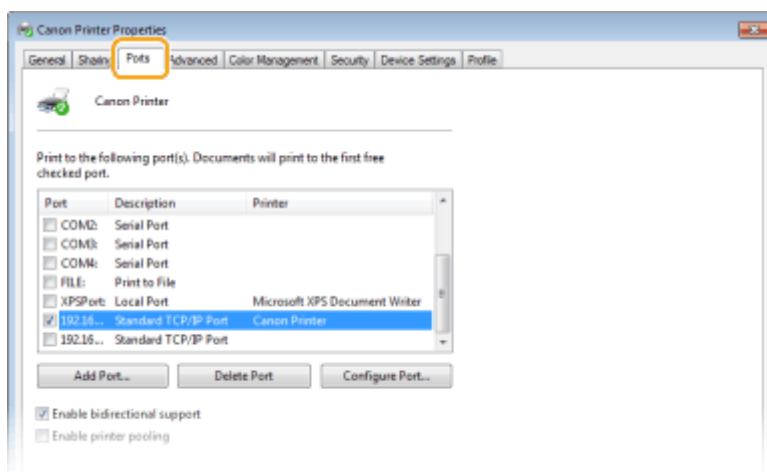 Canon Printer Properties
General Sharing Ports Advanced Color Management Security Device Settings Profile
Canon Printer
Print to the following port(s). Documents will print to the first free
checked port.
Port Description Printer
COM2: Serial Port
COM3: Serial Port
COM4: Serial Port
FILE: Print to File
XPSPort: Local Port Microsoft XPS Document Writer
192.16... Standard TCP/IP Port Canon Printer
192.16... Standard TCP/IP Port
Add Port... Delete Port Configure Port...
Enable bidirectional support
Enable printer pooling